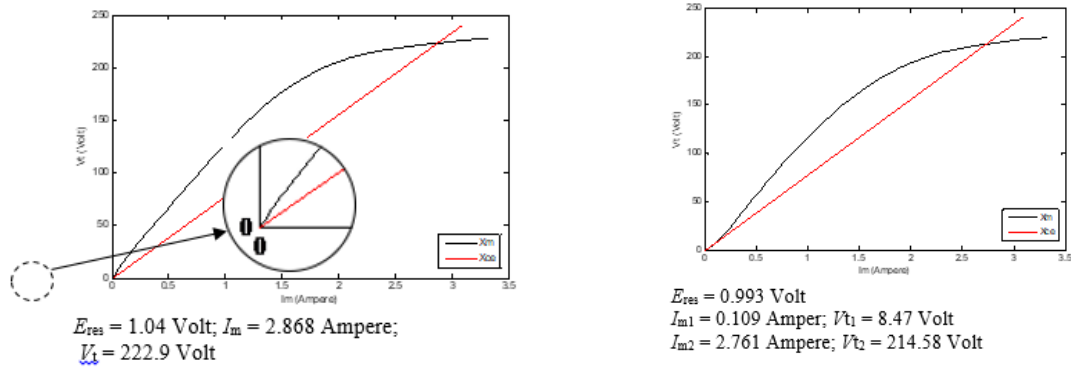 250
200
150
100
50
0
Vt (Volt)
0
0.5
1
1.5
2
2.5
3
3.5
Im (Ampere)
0
0
Xm
Xce
Eres = 1.04 Volt; Im = 2.868 Ampere;
Vt = 222.9 Volt
250
200
150
100
50
0
Vt (Volt)
0
0.5
1
1.5
2
2.5
3
3.5
Im (Ampere)
Xm
Xce
Eres = 0.993 Volt
Im1 = 0.109 Amper; Vt1 = 8.47 Volt
Im2 = 2.761 Ampere; Vt2 = 214.58 Volt